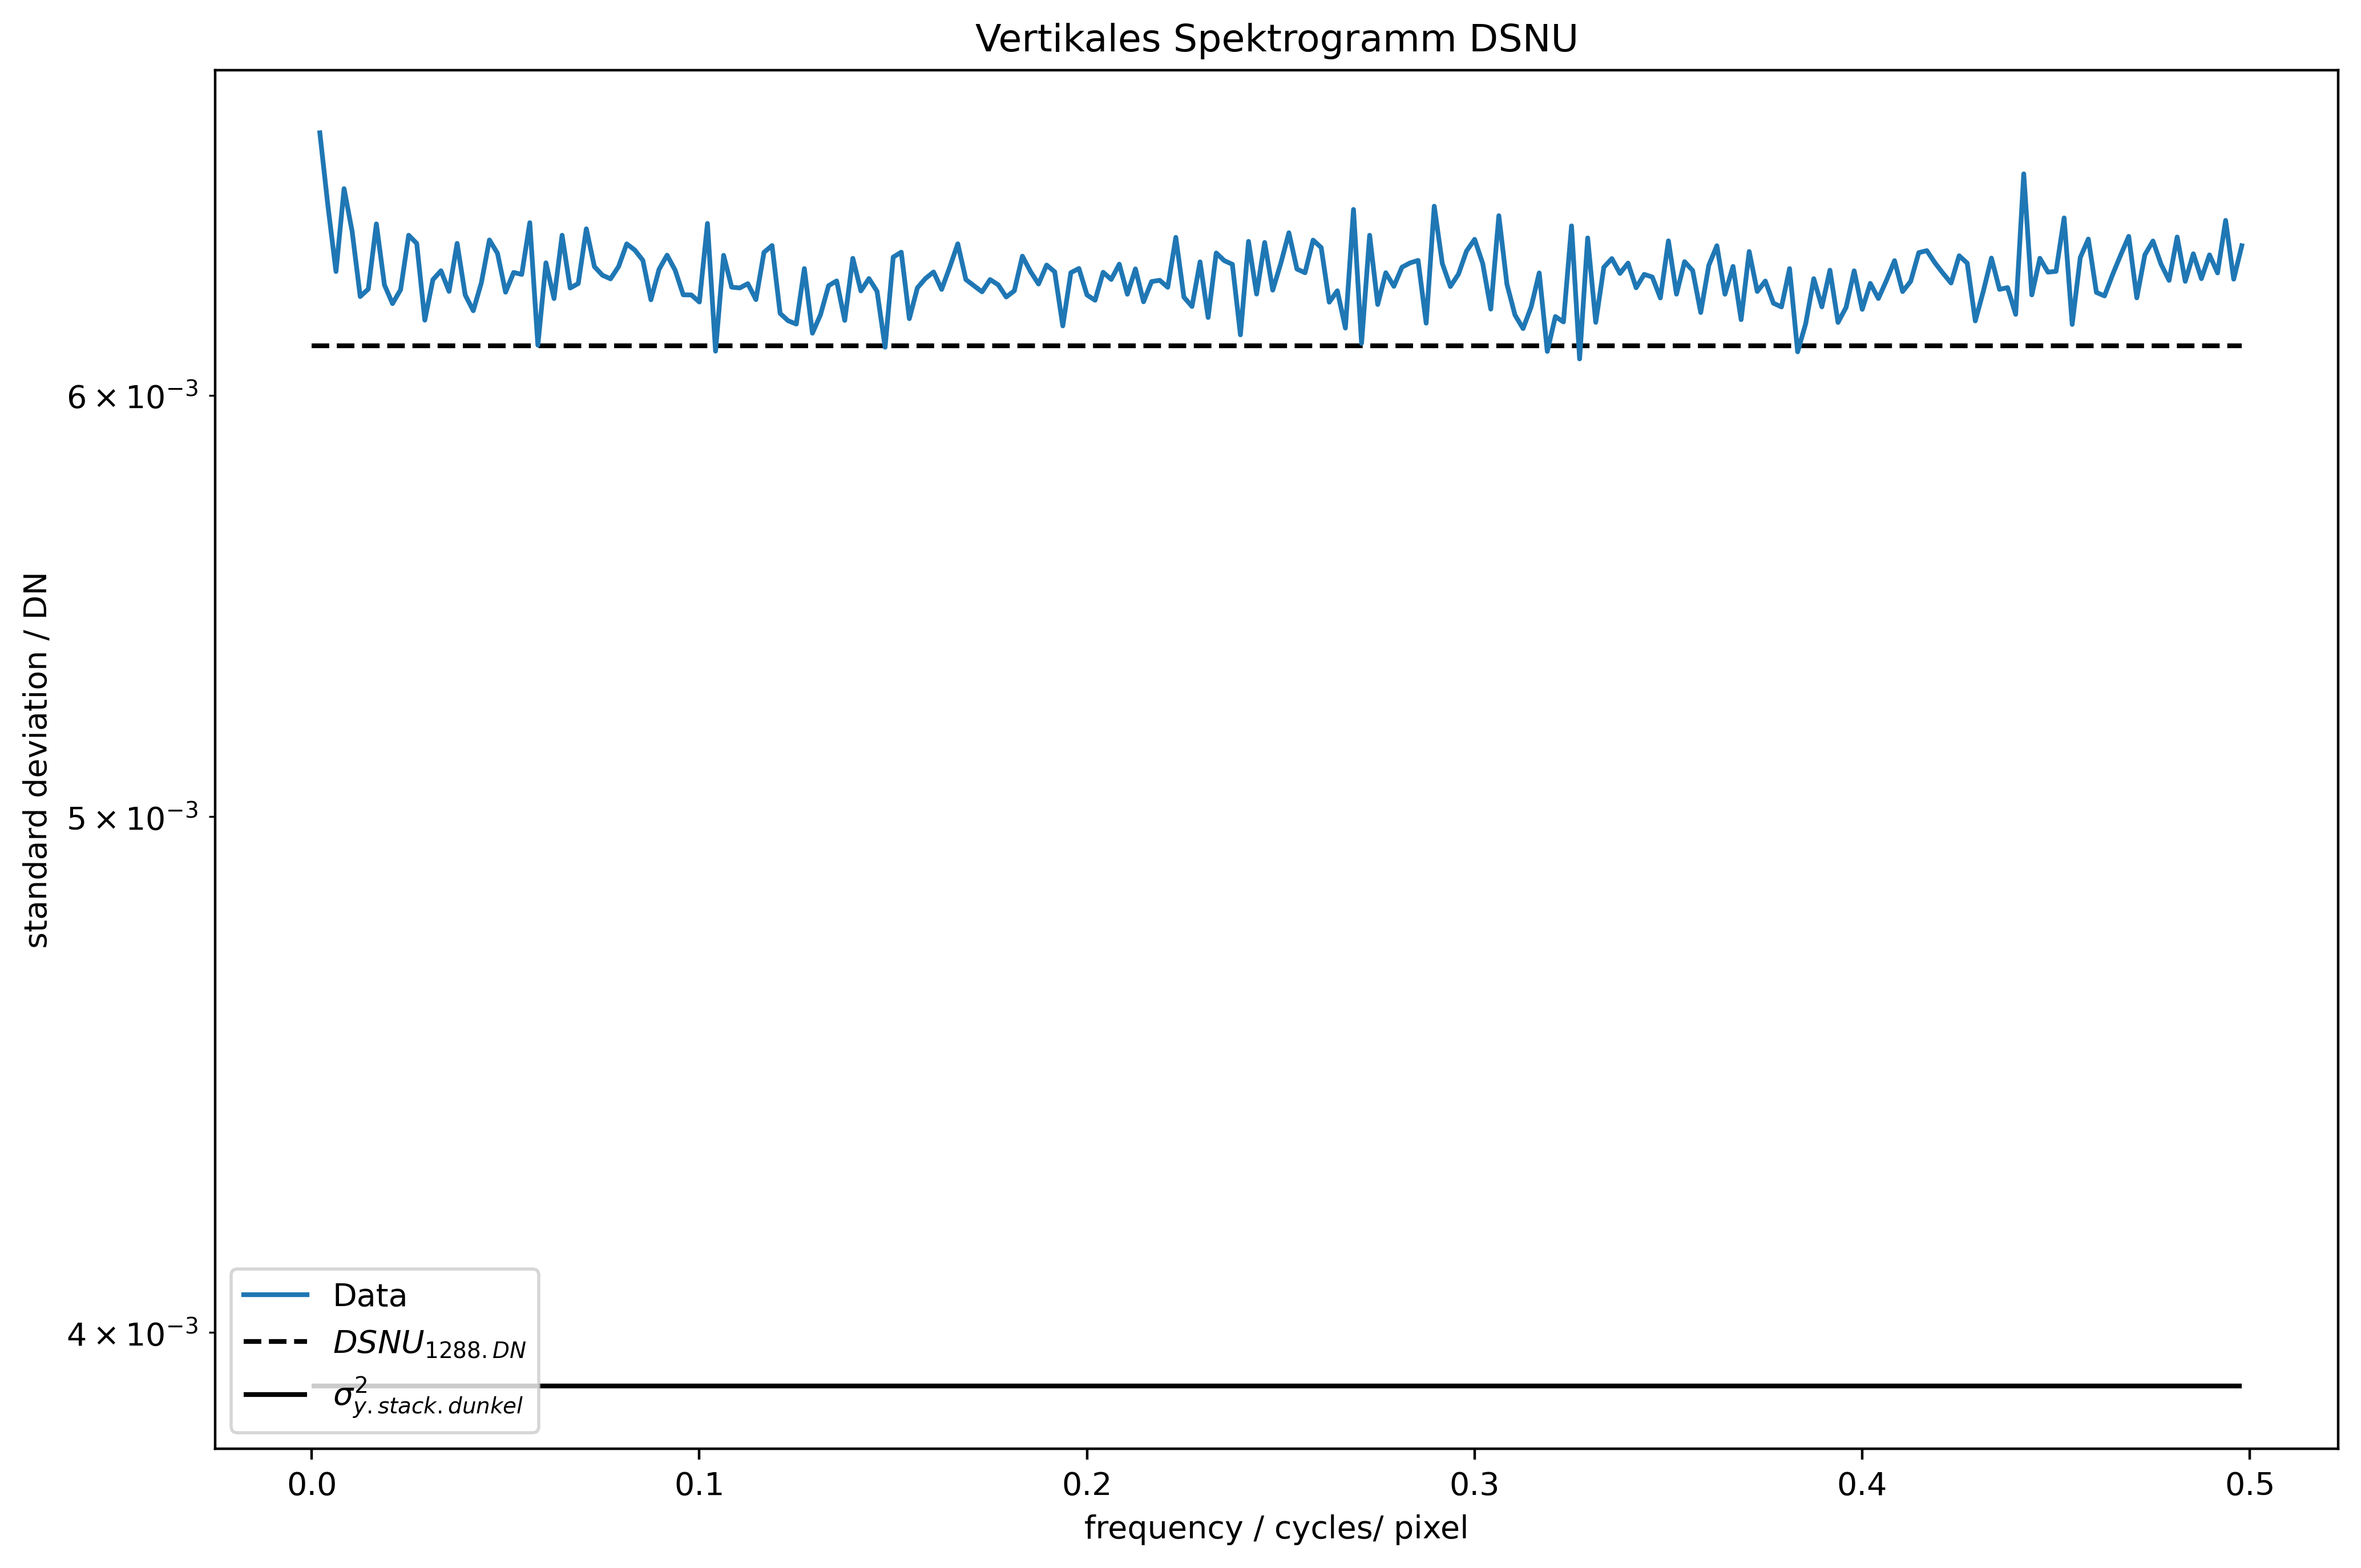 Vertikales Spektrogramm DSNU
standard deviation / DN
6 × 10⁻³
5 × 10⁻³
4 × 10⁻³
Data
DSNU₁₂₈₈.DN
σ²y.stack.dunkel
0.0 0.1 0.2 0.3 0.4 0.5
frequency / cycles/ pixel